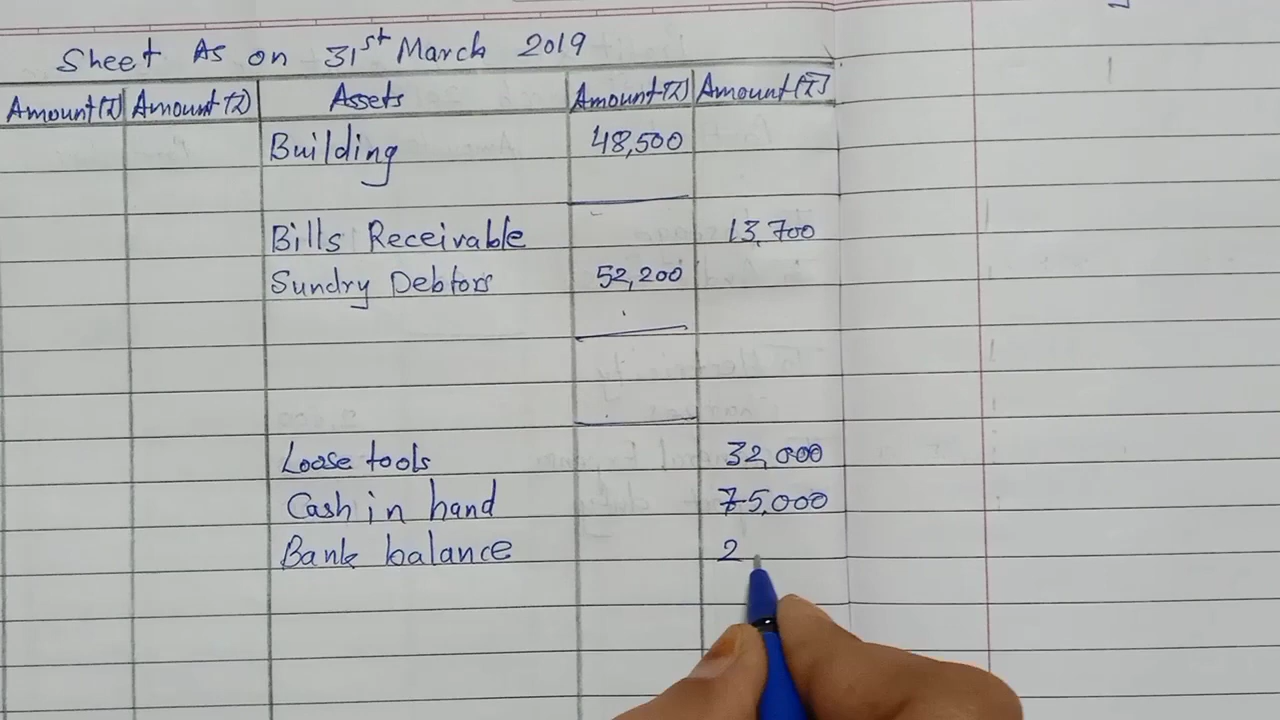 Sheet As on 31st March 2019
Amount(₹) Amount(₹) Assets Amount(₹) Amount(₹)
Building 48,500
Bills Receivable 13,700
Sundry Debtors 52,200
Loose tools 32,000
Cash in hand 75,000
Bank balance 2